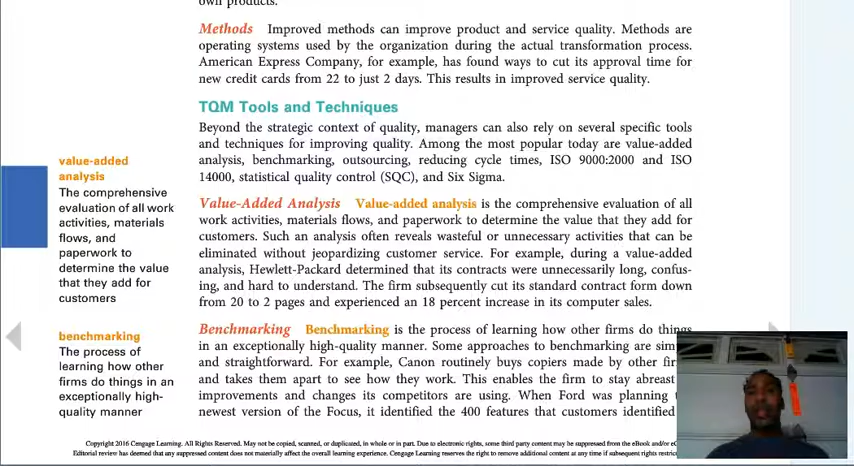 own products.
Methods Improved methods can improve product and service quality. Methods are
operating systems used by the organization during the actual transformation process.
American Express Company, for example, has found ways to cut its approval time for
new credit cards from 22 to just 2 days. This results in improved service quality.
TQM Tools and Techniques
Beyond the strategic context of quality, managers can also rely on several specific tools
and techniques for improving quality. Among the most popular today are value-added
analysis, benchmarking, outsourcing, reducing cycle times, ISO 9000:2000 and ISO
14000, statistical quality control (SQC), and Six Sigma.
value-added
analysis
The comprehensive
evaluation of all work
activities, materials
flows, and
paperwork to
determine the value
that they add for
customers
Value-Added Analysis Value-added analysis is the comprehensive evaluation of all
work activities, materials flows, and paperwork to determine the value that they add for
customers. Such an analysis often reveals wasteful or unnecessary activities that can be
eliminated without jeopardizing customer service. For example, during a value-added
analysis, Hewlett-Packard determined that its contracts were unnecessarily long, confus-
ing, and hard to understand. The firm subsequently cut its standard contract form down
from 20 to 2 pages and experienced an 18 percent increase in its computer sales.
benchmarking
The process of
learning how other
firms do things in an
exceptionally high-
quality manner
Benchmarking Benchmarking is the process of learning how other firms do things
in an exceptionally high-quality manner. Some approaches to benchmarking are
and straightforward. For example, Canon routinely buys copiers made by other
and takes them apart to see how they work. This enables the firm to stay abreast
improvements and changes its competitors are using. When Ford was planning
newest version of the Focus, it identified the 400 features that customers identified
Copyright 2016 Cengage Learning. All Rights Reserved. May not be copied, scanned, or duplicated, in whole or in part. Due to electronic rights, some third party content may be suppressed from the eBook and/or
Editorial review has deemed that any suppressed content does not materially affect the overall learning experience. Cengage Learning reserves the right to remove additional content at any time if subsequent rights